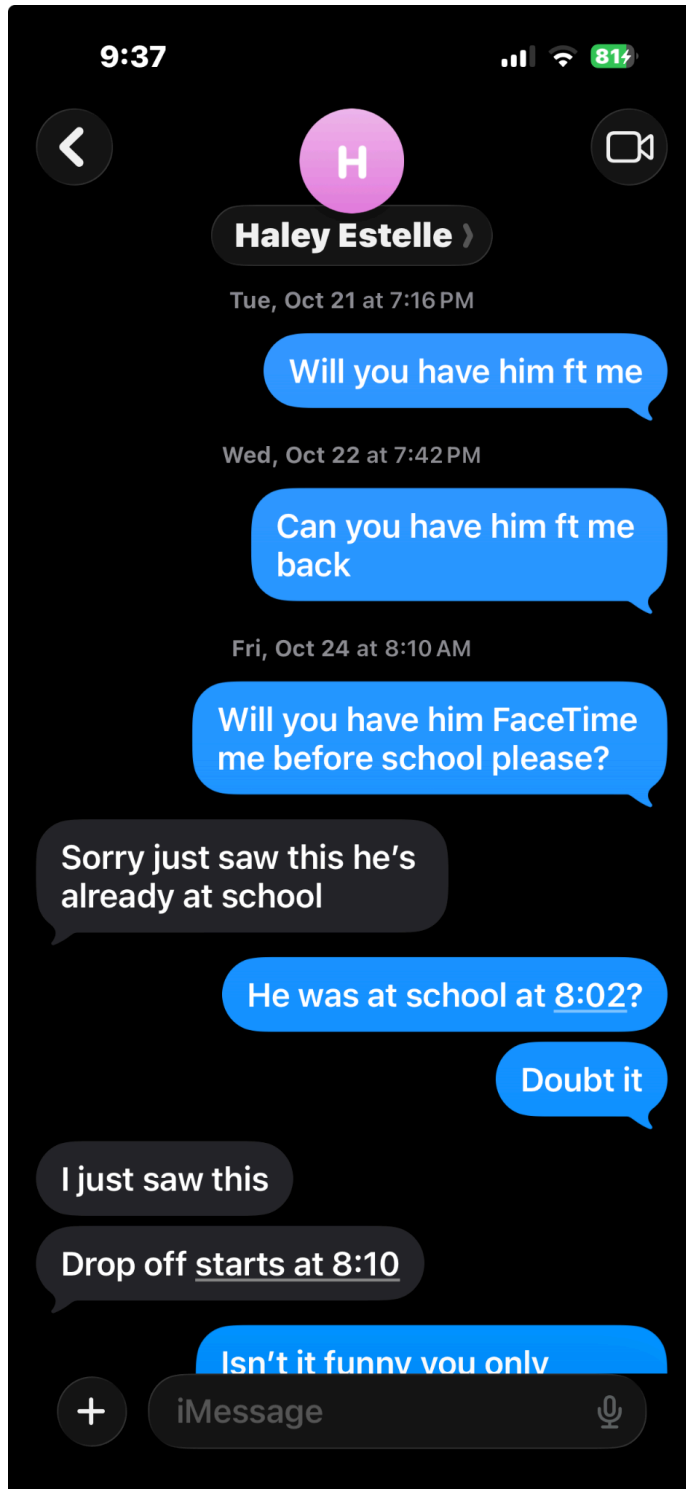 9:37
81
H
Haley Estelle
Tue, Oct 21 at 7:16 PM
Will you have him ft me
Wed, Oct 22 at 7:42 PM
Can you have him ft me
back
Fri, Oct 24 at 8:10 AM
Will you have him FaceTime
me before school please?
Sorry just saw this he’s
already at school
He was at school at 8:02?
Doubt it
I just saw this
Drop off starts at 8:10
Isn’t it funny you only
iMessage